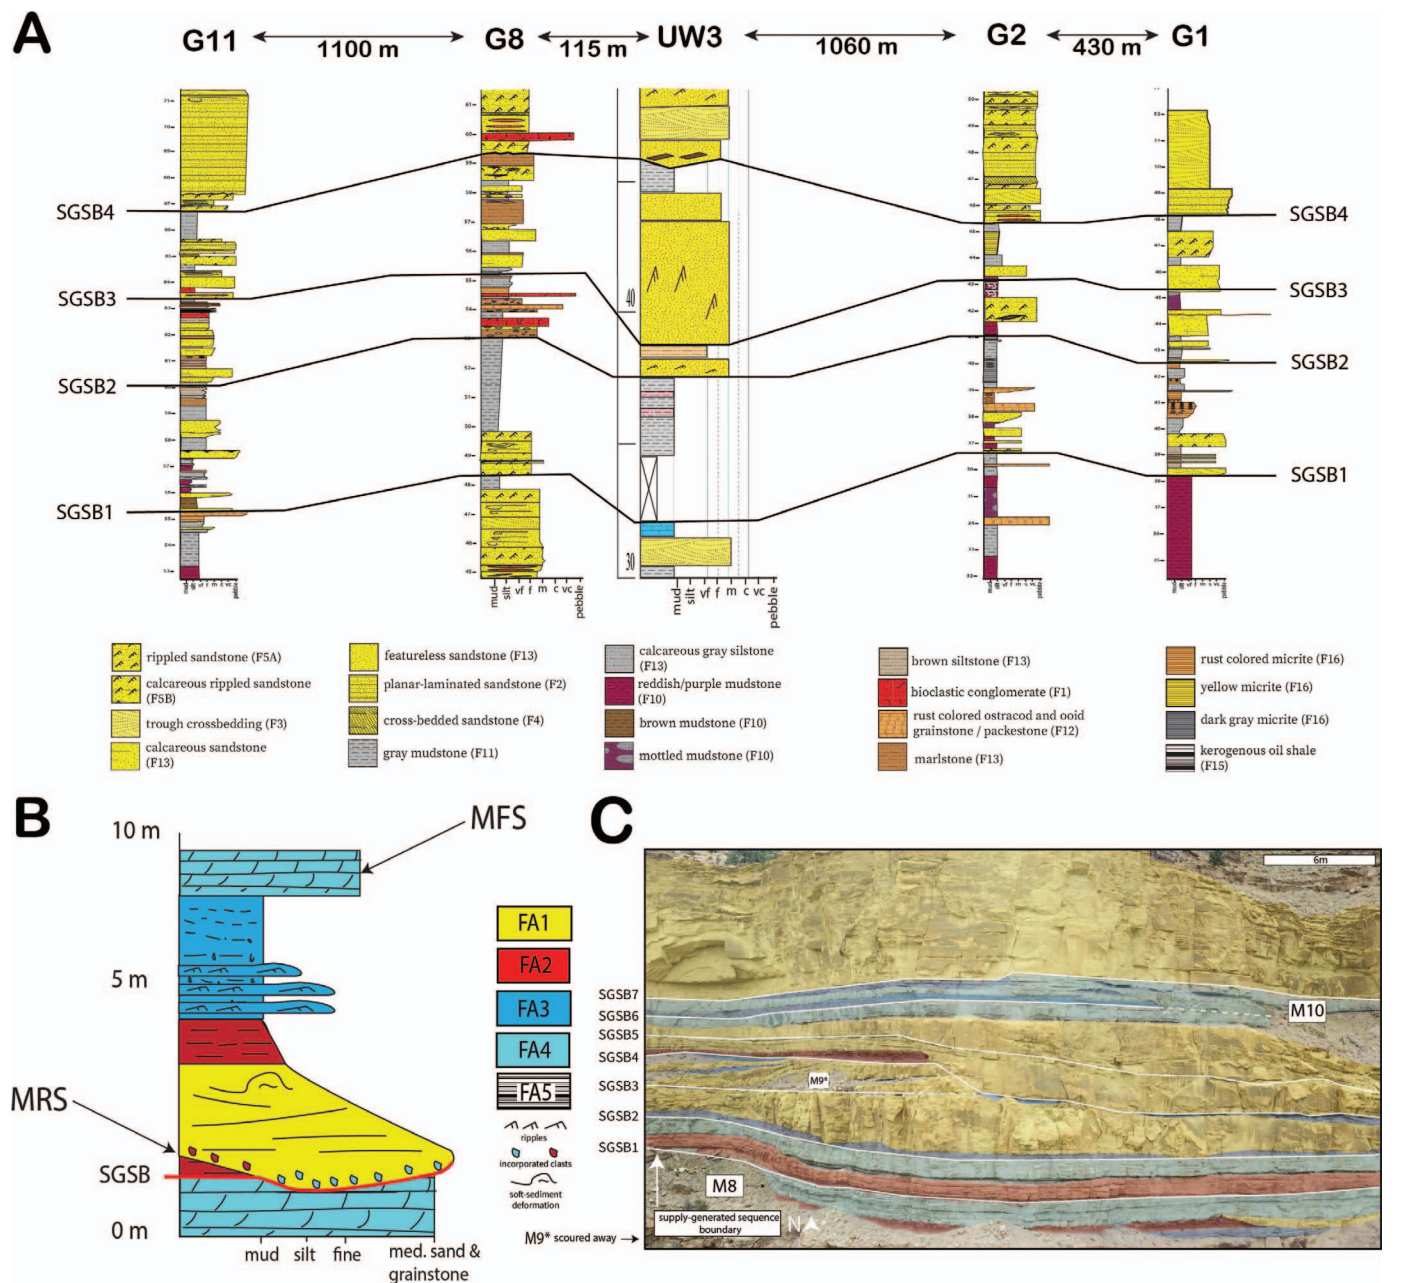 A
G11
1100 m
G8
115 m
UW3
1060 m
G2
430 m
G1
SGSB4
SGSB3
SGSB2
SGSB1
40
30
SGSB4
SGSB3
SGSB2
SGSB1
mud
silt
vf
f
m
c
vc
pebble
mud
silt
vf
f
m
c
vc
pebble
rippled sandstone (F5A)
calcareous rippled sandstone
(F5B)
trough crossbedding (F3)
calcareous sandstone
(F13)
featureless sandstone (F13)
planar-laminated sandstone (F2)
cross-bedded sandstone (F4)
gray mudstone (F11)
calcareous gray silstone
(F13)
reddish/purple mudstone
(F10)
brown mudstone (F10)
mottled mudstone (F10)
brown siltstone (F13)
bioclastic conglomerate (F1)
rust colored ostracod and ooid
grainstone / packestone (F12)
marlstone (F13)
rust colored micrite (F16)
yellow micrite (F16)
dark gray micrite (F16)
kerogenous oil shale
(F15)
B
10 m
5 m
0 m
MFS
MRS
SGSB
mud
silt
fine
med. sand &
grainstone
FA1
FA2
FA3
FA4
FA5
ripples
incorporated clasts
soft-sediment
deformation
M9* scoured away
C
6m
SGSB7
SGSB6
SGSB5
SGSB4
SGSB3
SGSB2
SGSB1
M10
M9*
M8
supply-generated sequence
boundary
N